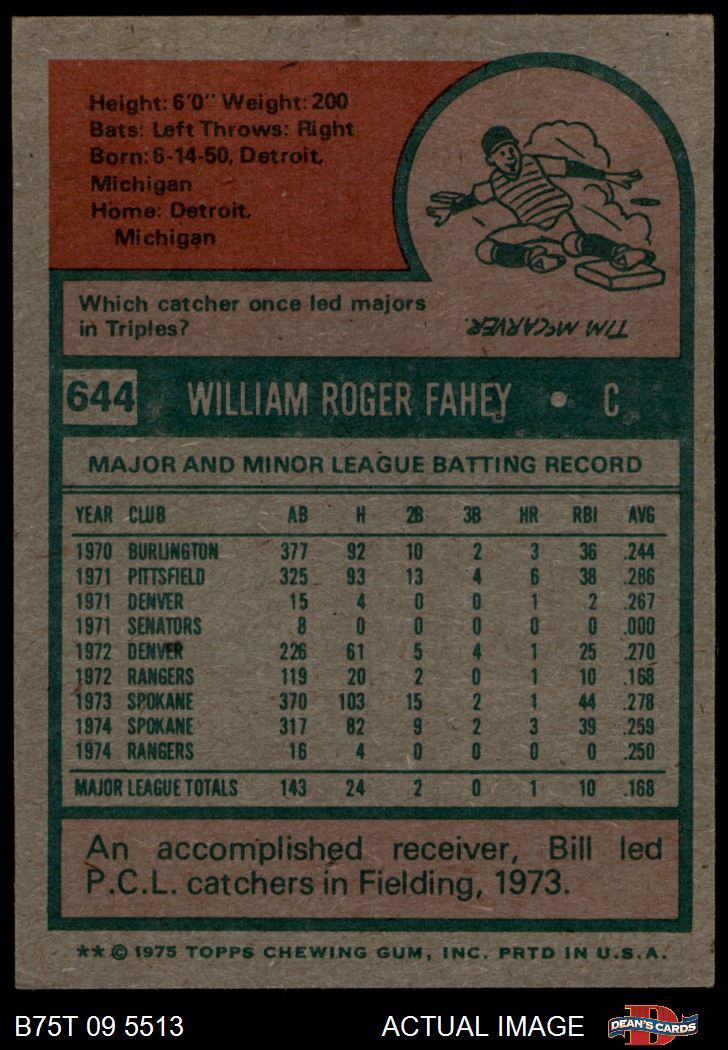 Height: 6'0" Weight: 200
Bats: Left Throws: Right
Born: 6-14-50, Detroit,
Michigan
Home: Detroit,
Michigan
Which catcher once led majors
in Triples?
TIM McCARVER.
644 WILLIAM ROGER FAHEY • C
MAJOR AND MINOR LEAGUE BATTING RECORD
YEAR CLUB AB H 2B 3B HR RBI AVG
1970 BURLINGTON 377 92 10 2 3 36 .244
1971 PITTSFIELD 325 93 13 4 6 38 .286
1971 DENVER 15 4 0 0 1 2 .267
1971 SENATORS 8 0 0 0 0 0 .000
1972 DENVER 226 61 5 4 1 25 .270
1972 RANGERS 119 20 2 0 1 10 .168
1973 SPOKANE 370 103 15 2 1 44 .278
1974 SPOKANE 317 82 9 2 3 39 .259
1974 RANGERS 16 4 0 0 0 0 .250
MAJOR LEAGUE TOTALS 143 24 2 0 1 10 .168
An accomplished receiver, Bill led
P.C.L. catchers in Fielding, 1973.
** © 1975 TOPPS CHEWING GUM, INC. PRTD IN U.S.A.
B75T 09 5513 ACTUAL IMAGE
D
DEAN'S CARDS